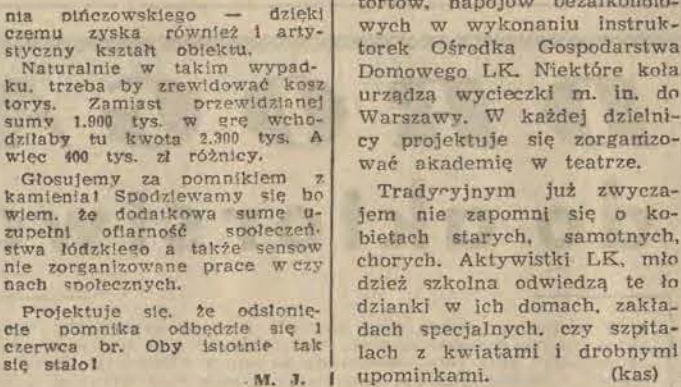 nia pińczowskiego — dzięki
czemu zyska również i arty-
styczny kształt obiektu.
Naturalnie w takim wypad-
ku. trzeba by zrewidować kosz
torys. Zamiast przewidzianej
sumy 1.900 tys. w grę wcho-
dziłaby tu kwota 2.300 tys. A
więc 400 tys. zł różnicy.
Głosujemy za pomnikiem z
kamienia! Spodziewamy się bo
wiem. że dodatkowa sumę u-
zupełni ofiarność społeczeń-
stwa łódzkiego a także sensow
nie zorganizowane prace w czy
nach społecznych.
Projektuje się. że odsłonię-
cie pomnika odbędzie się 1
czerwca br. Oby istotnie tak
się stało!
M. J.
tortów, napojów bezalkoholo-
wych w wykonaniu instruk-
torek Ośrodka Gospodarstwa
Domowego LK. Niektóre koła
urządzą wycieczki m. in. do
Warszawy. W każdej dzielni-
cy projektuje się zorganizo-
wać akademię w teatrze.
Tradycyjnym już zwycza-
jem nie zapomni się o ko-
bietach starych, samotnych,
chorych. Aktywistki LK, mło
dzież szkolna odwiedzą te ło
dzianki w ich domach, zakła-
dach specjalnych, czy szpita-
lach z kwiatami i drobnymi
upominkami. (kas)